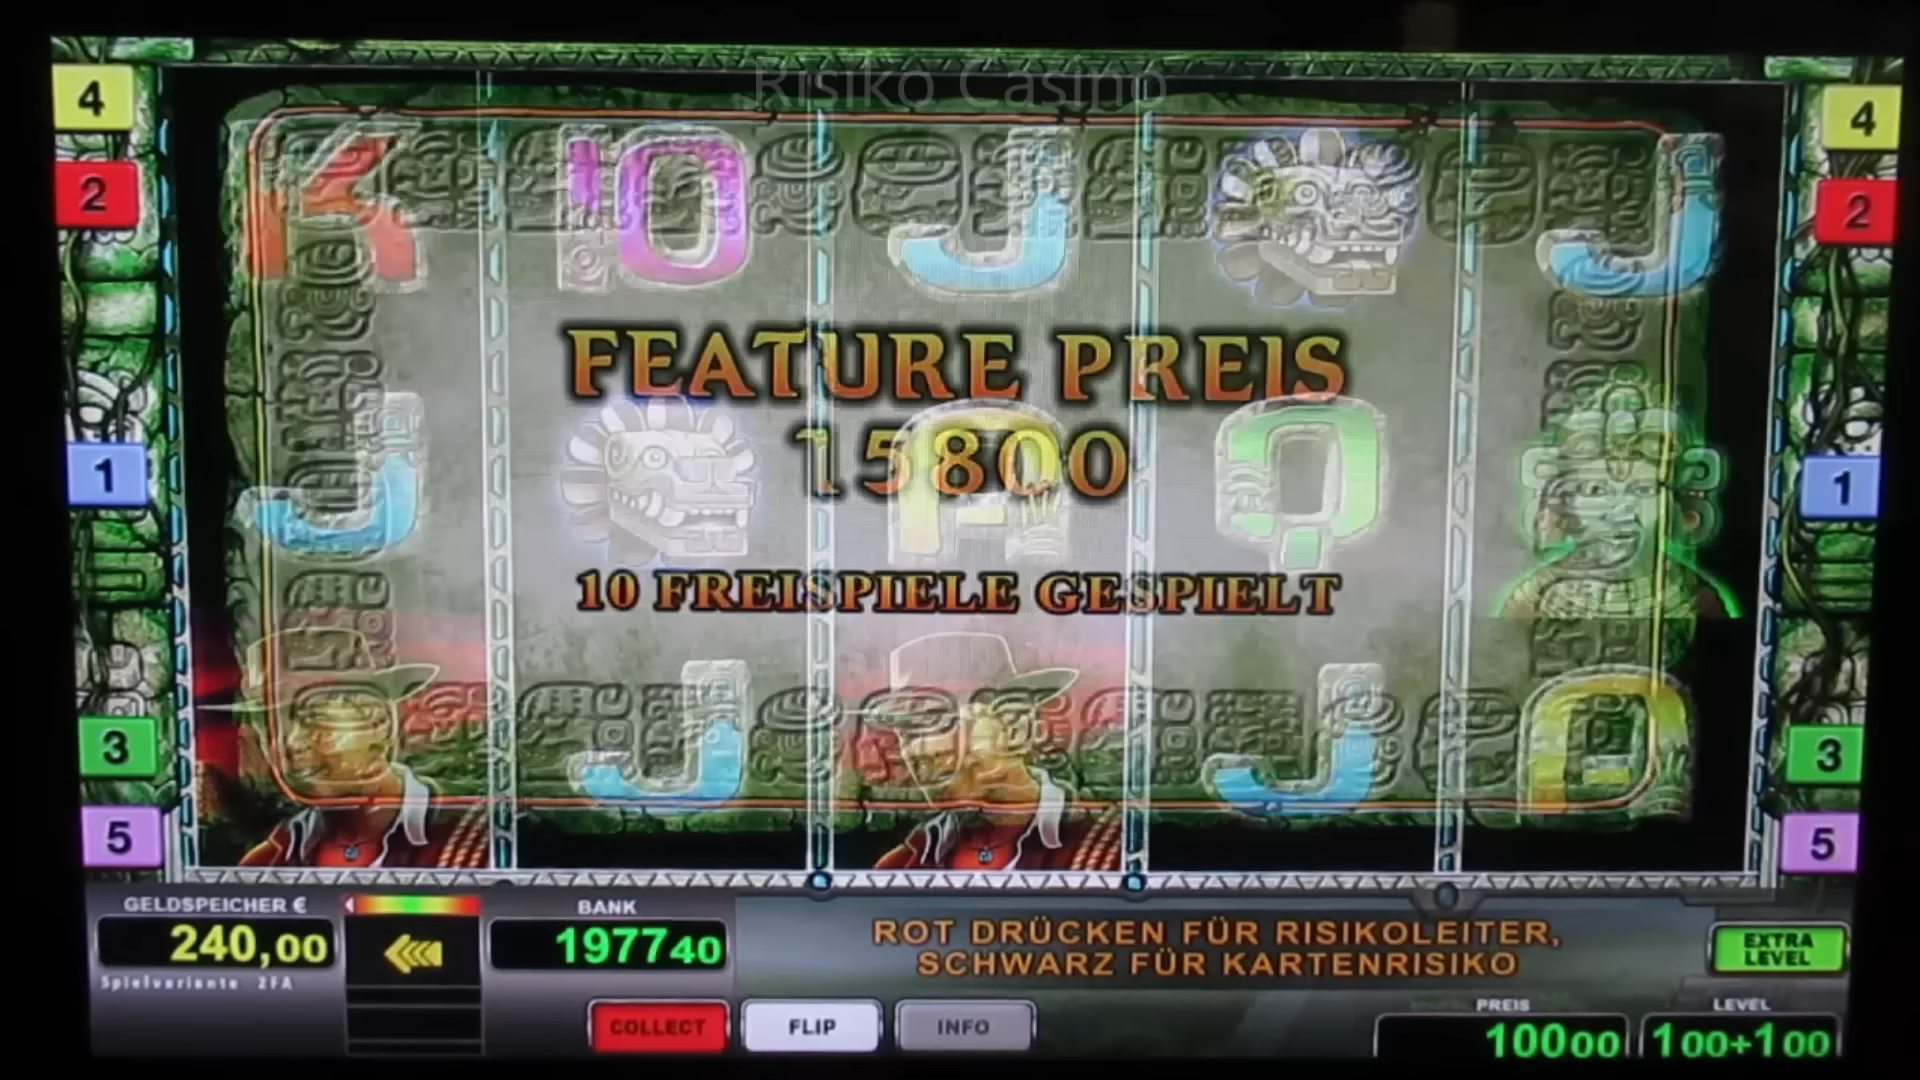 Risiko Casino
4
4
2
2
K
10
J
J
FEATURE PREIS
15800
1
1
J
A
Q
10 FREISPIELE GESPIELT
3
3
J
J
A
5
5
GELDSPEICHER €
240,00
Spielvariante 2FA
BANK
197740
ROT DRÜCKEN FÜR RISIKOLEITER,
SCHWARZ FÜR KARTENRISIKO
EXTRA
LEVEL
COLLECT
FLIP
INFO
PREIS
10000
LEVEL
100+100